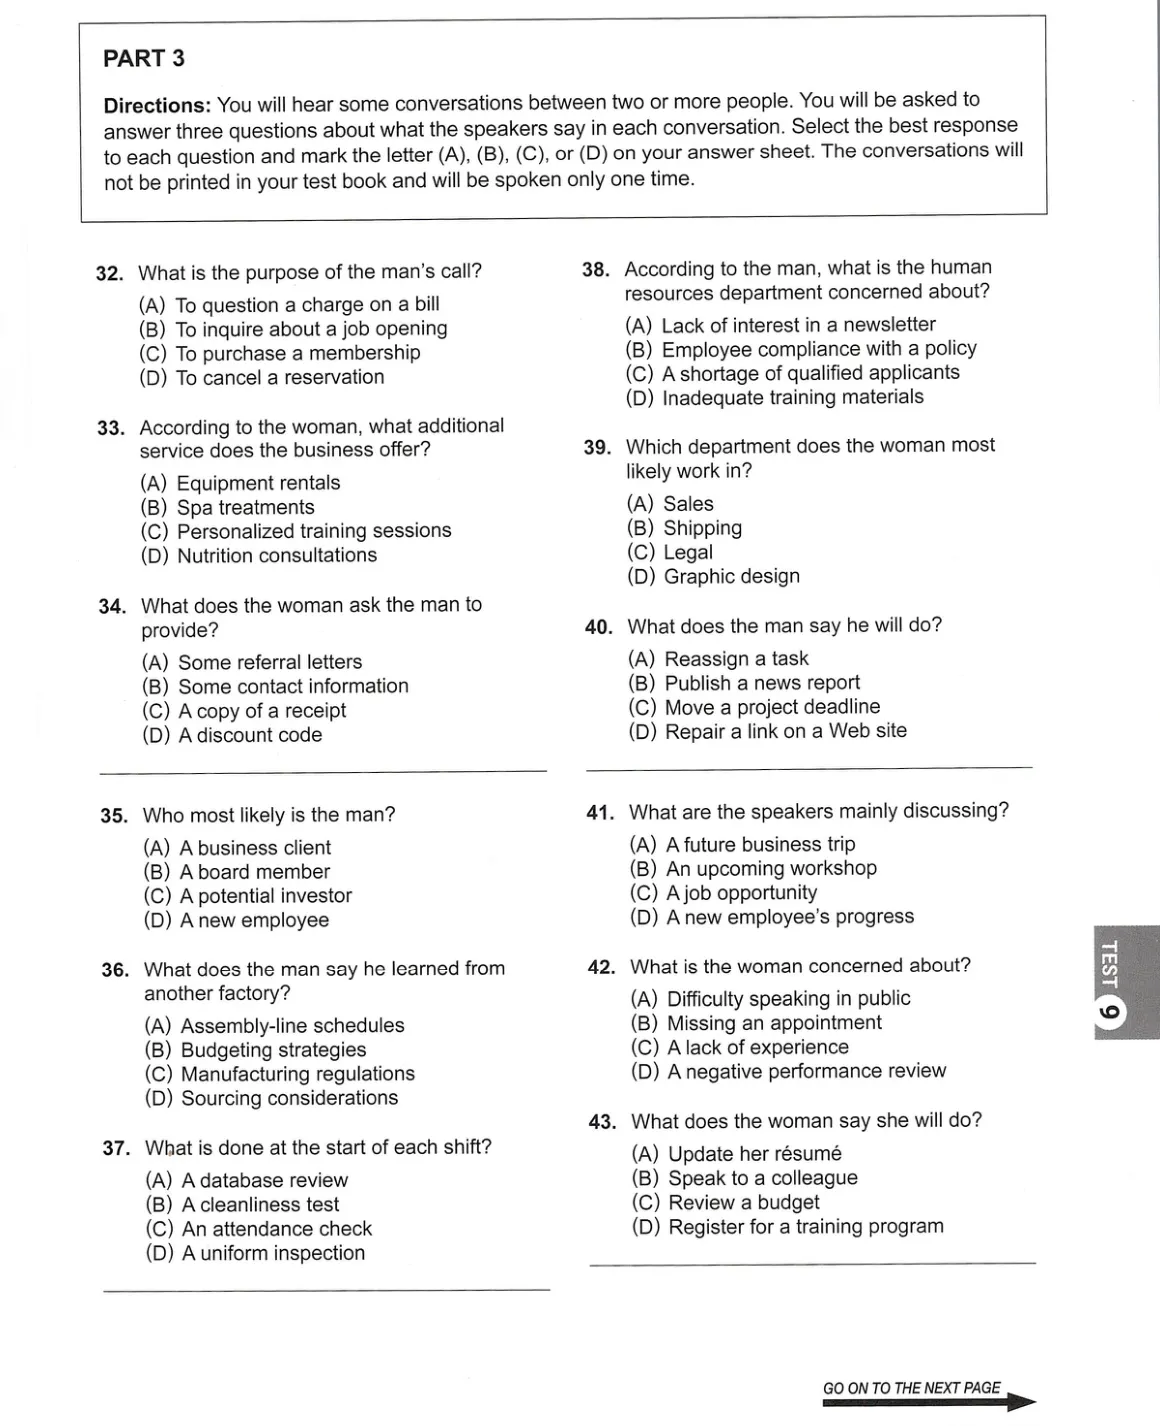 PART 3
Directions: You will hear some conversations between two or more people. You will be asked to
answer three questions about what the speakers say in each conversation. Select the best response
to each question and mark the letter (A), (B), (C), or (D) on your answer sheet. The conversations will
not be printed in your test book and will be spoken only one time.
32. What is the purpose of the man's call?
(A) To question a charge on a bill
(B) To inquire about a job opening
(C) To purchase a membership
(D) To cancel a reservation
33. According to the woman, what additional
service does the business offer?
(A) Equipment rentals
(B) Spa treatments
(C) Personalized training sessions
(D) Nutrition consultations
34. What does the woman ask the man to
provide?
(A) Some referral letters
(B) Some contact information
(C) A copy of a receipt
(D) A discount code
35. Who most likely is the man?
(A) A business client
(B) A board member
(C) A potential investor
(D) A new employee
36. What does the man say he learned from
another factory?
(A) Assembly-line schedules
(B) Budgeting strategies
(C) Manufacturing regulations
(D) Sourcing considerations
37. What is done at the start of each shift?
(A) A database review
(B) A cleanliness test
(C) An attendance check
(D) A uniform inspection
38. According to the man, what is the human
resources department concerned about?
(A) Lack of interest in a newsletter
(B) Employee compliance with a policy
(C) A shortage of qualified applicants
(D) Inadequate training materials
39. Which department does the woman most
likely work in?
(A) Sales
(B) Shipping
(C) Legal
(D) Graphic design
40. What does the man say he will do?
(A) Reassign a task
(B) Publish a news report
(C) Move a project deadline
(D) Repair a link on a Web site
41. What are the speakers mainly discussing?
(A) A future business trip
(B) An upcoming workshop
(C) A job opportunity
(D) A new employee's progress
42. What is the woman concerned about?
(A) Difficulty speaking in public
(B) Missing an appointment
(C) A lack of experience
(D) A negative performance review
43. What does the woman say she will do?
(A) Update her résumé
(B) Speak to a colleague
(C) Review a budget
(D) Register for a training program
TEST 9
GO ON TO THE NEXT PAGE